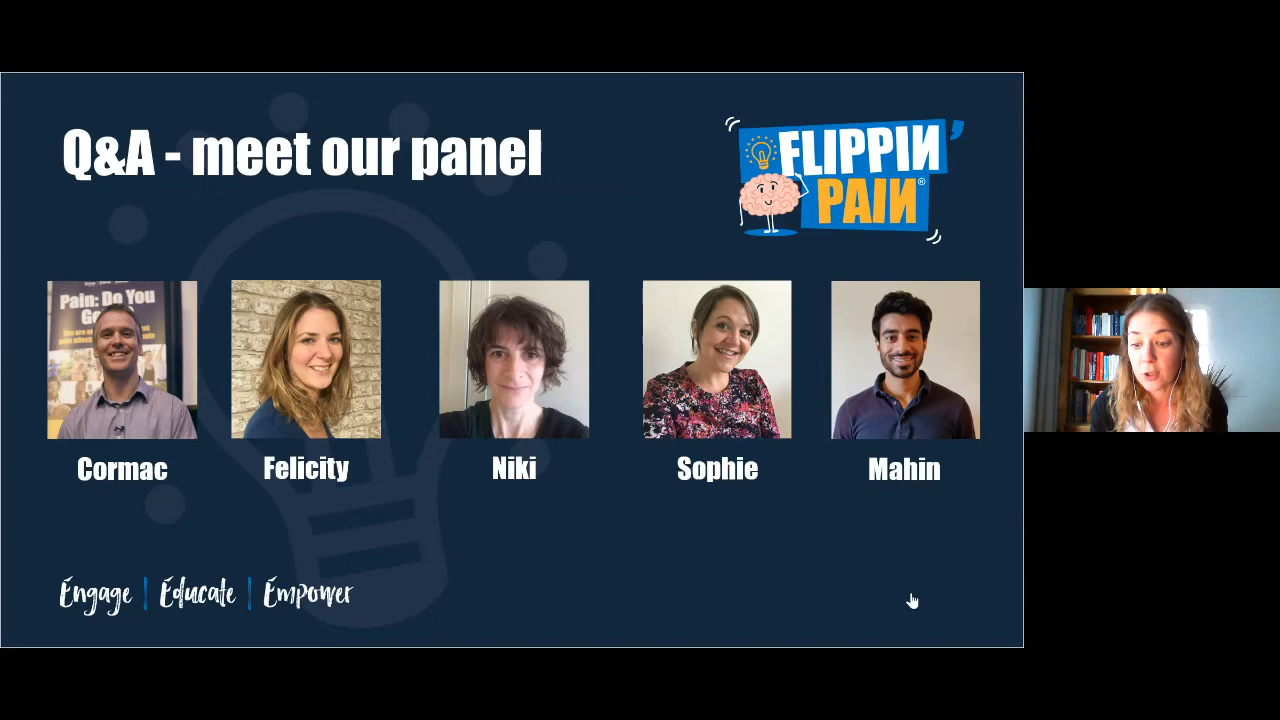 Q&A - meet our panel
FLIPPIN'
PAIN®
Pain: Do You
Cormac
Felicity
Niki
Sophie
Mahin
Engage | Educate | Empower